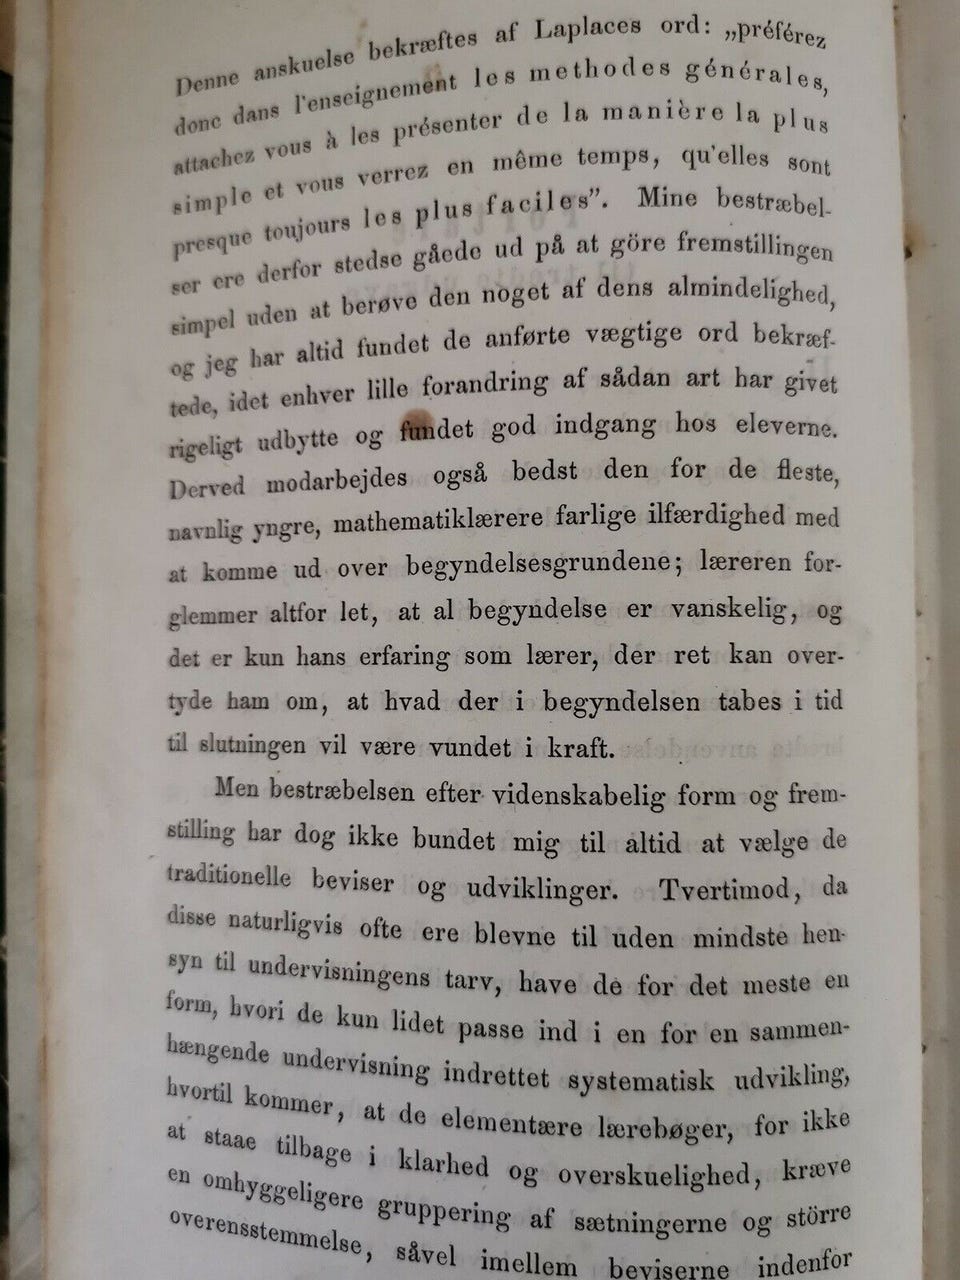 Denne anskuelse bekræftes af Laplaces ord: „préférez
donc dans l'enseignement les methodes générales,
attachez vous à les présenter de la manière la plus
simple et vous verrez en même temps, qu'elles sont
presque toujours les plus faciles”. Mine bestræbel-
ser ere derfor stedse gåede ud på at göre fremstillingen
simpel uden at berøve den noget af dens almindelighed,
og jeg har altid fundet de anførte vægtige ord bekræf-
tede, idet enhver lille forandring af sådan art har givet
rigeligt udbytte og fundet god indgang hos eleverne.
Derved modarbejdes også bedst den for de fleste,
navnlig yngre, mathematiklærere farlige ilfærdighed med
at komme ud over begyndelsesgrundene; læreren for-
glemmer altfor let, at al begyndelse er vanskelig, og
det er kun hans erfaring som lærer, der ret kan over-
tyde ham om, at hvad der i begyndelsen tabes i tid
til slutningen vil være vundet i kraft.
Men bestræbelsen efter videnskabelig form og frem-
stilling har dog ikke bundet mig til altid at vælge de
traditionelle beviser og udviklinger. Tvertimod, da
disse naturligvis ofte ere blevne til uden mindste hen-
syn til undervisningens tarv, have de for det meste en
form, hvori de kun lidet passe ind i en for en sammen-
hængende undervisning indrettet systematisk udvikling,
hvortil kommer, at de elementære lærebøger, for ikke
at staae tilbage i klarhed og overskuelighed, kræve
en omhyggeligere gruppering af sætningerne og större
overensstemmelse, såvel imellem beviserne indenfor